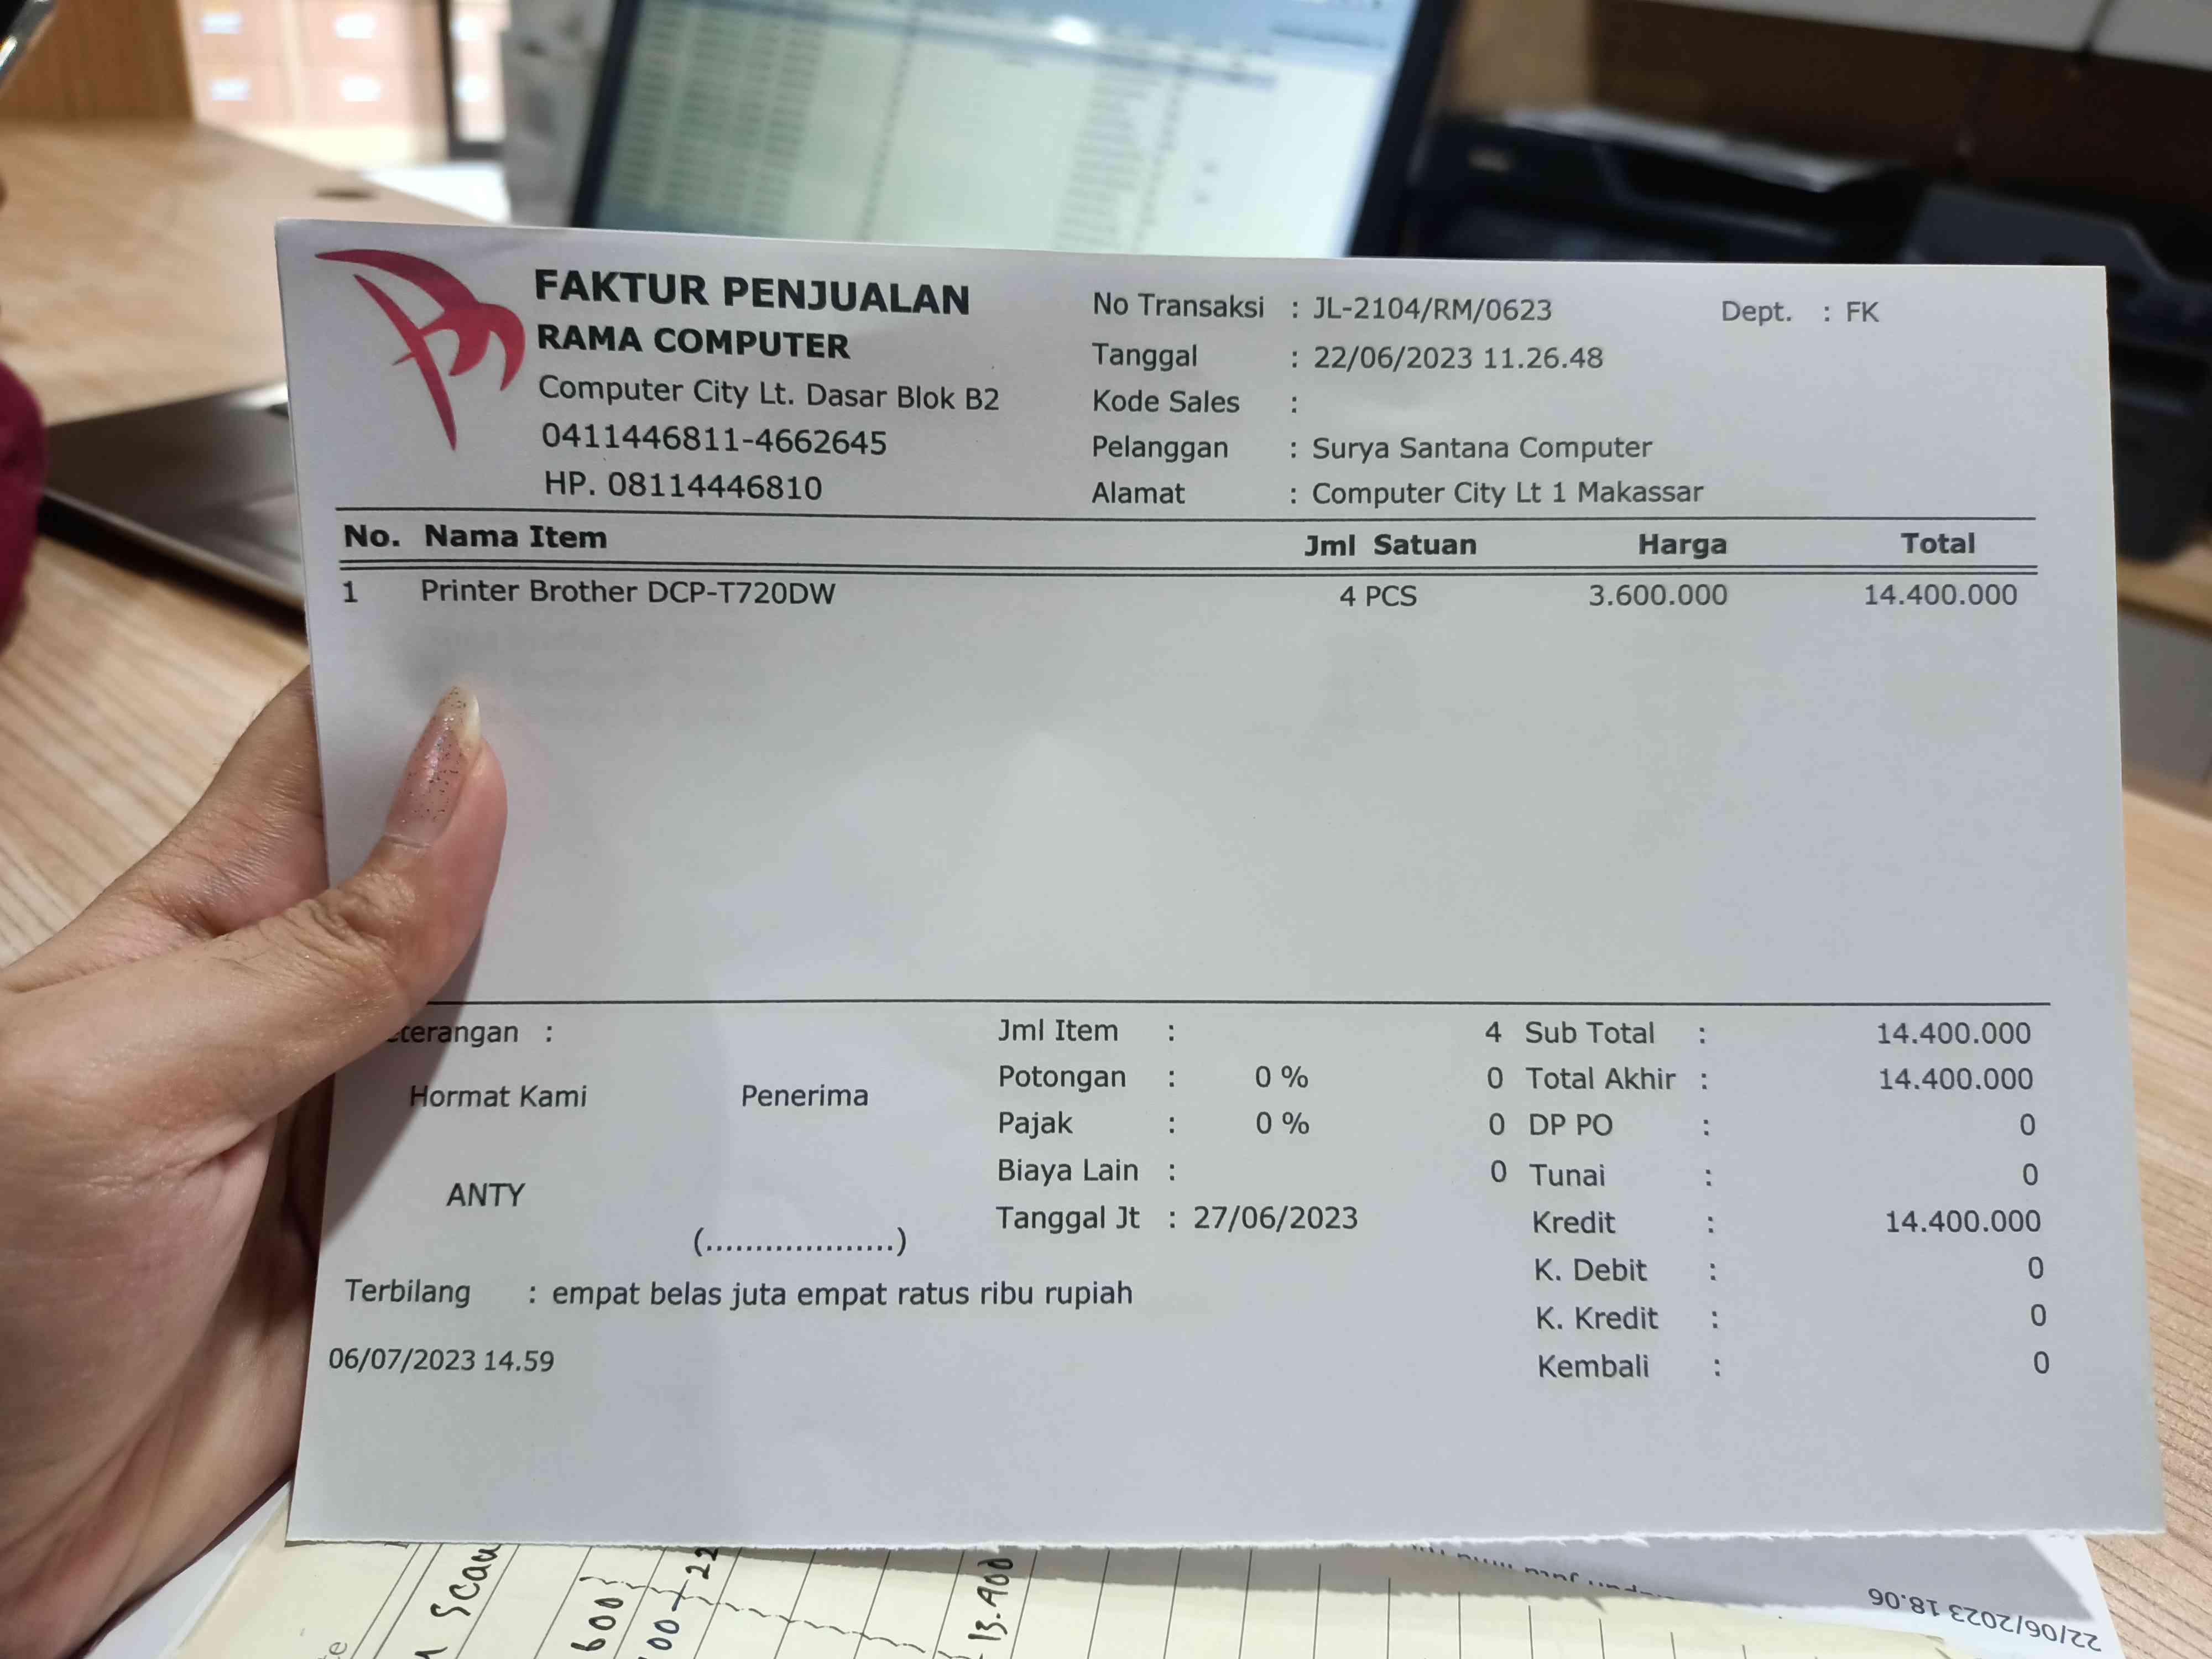 FAKTUR PENJUALAN
RAMA COMPUTER
Computer City Lt. Dasar Blok B2
0411446811-4662645
HP. 08114446810
No Transaksi : JL-2104/RM/0623 Dept. : FK
Tanggal : 22/06/2023 11.26.48
Kode Sales :
Pelanggan : Surya Santana Computer
Alamat : Computer City Lt 1 Makassar
No. Nama Item Jml Satuan Harga Total
1 Printer Brother DCP-T720DW 4 PCS 3.600.000 14.400.000
terangan :
Hormat Kami Penerima
ANTY
(...................)
Jml Item : 4
Potongan : 0 % 0
Pajak : 0 % 0
Biaya Lain : 0
Tanggal Jt : 27/06/2023
Sub Total : 14.400.000
Total Akhir : 14.400.000
DP PO : 0
Tunai : 0
Kredit : 14.400.000
K. Debit : 0
K. Kredit : 0
Kembali : 0
Terbilang : empat belas juta empat ratus ribu rupiah
06/07/2023 14.59
22/06/2023 18.06
600
13.400